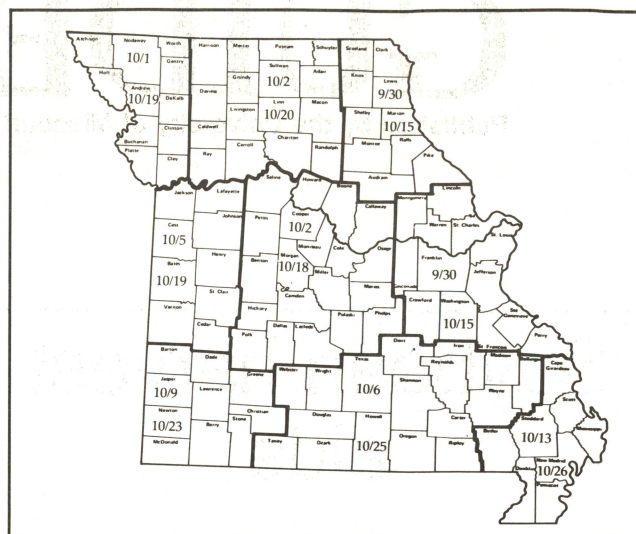 Atchison
Nodaway
Worth
Harrison
Mercer
Putnam
Schuyler
Scotland
Clark
10/1
Gentry
Holt
Sullivan
10/2
Adair
Knox
Lewis
9/30
Grundy
Andrew
10/19
DeKalb
Daviess
Linn
10/20
Macon
Shelby
Marion
10/15
Livingston
Ralls
Clinton
Caldwell
Chariton
Monroe
Buchanan
Platte
Carroll
Randolph
Pike
Clay
Ray
Audrain
Saline
Howard
Boone
Lincoln
Jackson
Lafayette
Callaway
Montgomery
Johnson
Pettis
Cooper
10/2
Warren
St. Charles
St. Louis
Cass
10/5
Moniteau
Cole
Osage
Henry
Benton
Morgan
10/18
Franklin
9/30
Jefferson
Bates
10/19
Miller
Gasconade
Maries
St Clair
Camden
Crawford
Washington
10/15
Ste
Genevieve
Vernon
Hickory
Pulaski
Phelps
Cedar
Dallas
Laclede
Perry
Polk
Dent
Iron
St Francois
Barton
Dade
Texas
Madison
Bollinger
Cape
Girardeau
Greene
Webster
Wright
Reynolds
Jasper
10/9
10/6
Shannon
Wayne
Lawrence
Scott
Newton
10/23
Christian
Douglas
Howell
10/25
Carter
Butler
Stoddard
10/13
Mississippi
Barry
Stone
Oregon
Ripley
McDonald
Taney
Ozark
Dunklin
New Madrid
10/26
Pemiscot